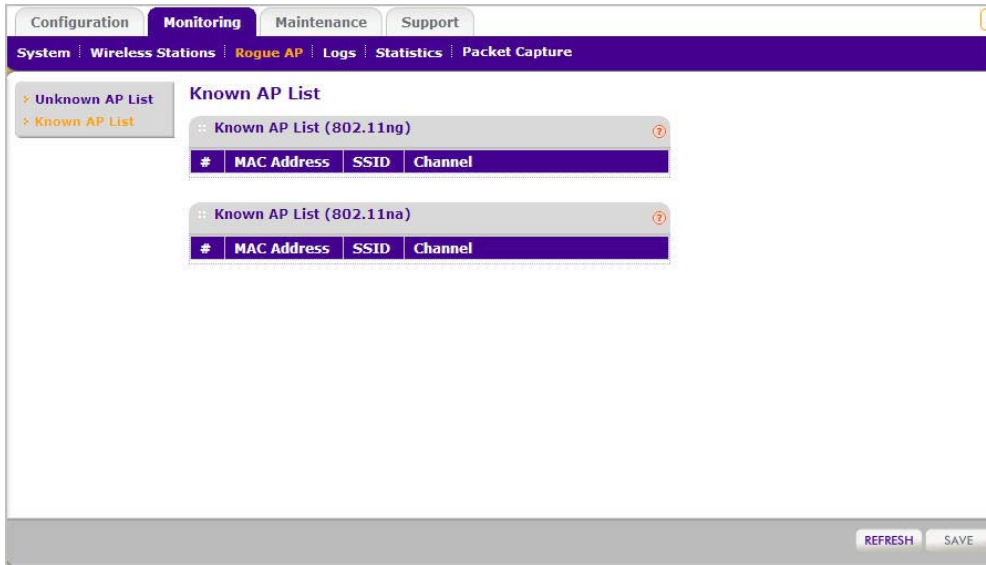 Configuration Monitoring Maintenance Support
System Wireless Stations Rogue AP Logs Statistics Packet Capture
Unknown AP List
Known AP List
Known AP List
Known AP List (802.11ng)
?
# MAC Address SSID Channel
Known AP List (802.11na)
?
# MAC Address SSID Channel
REFRESH SAVE